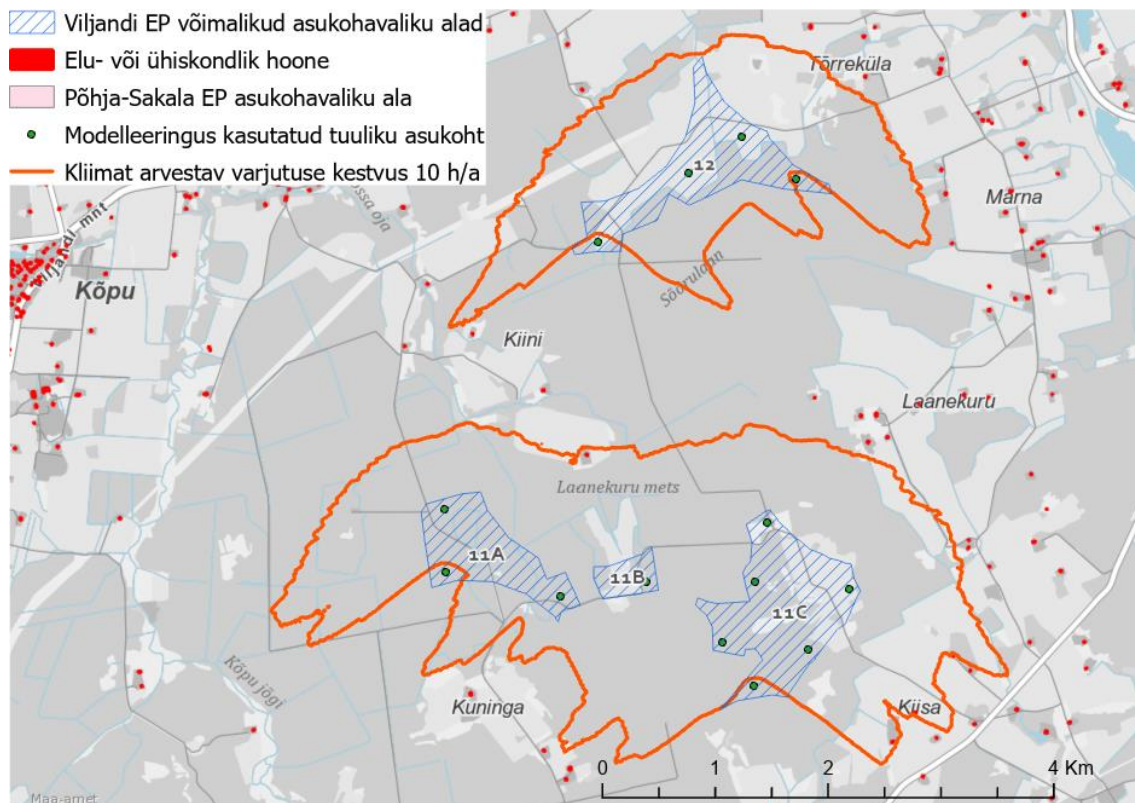 Viljandi EP võimalikud asukohavaliku alad
Elu- või ühiskondlik hoone
Põhja-Sakala EP asukohavaliku ala
Modelleeringus kasutatud tuuliku asukoht
Kliimat arvestav varjutuse kestvus 10 h/a
Tõrreküla
12
Marna
Viljandi mnt
Kõpu
Sõorulaan
Kiini
Laanekuru
Laanekuru mets
11A
11B
11C
Kõpu jõgi
Kuninga
Kiisa
0 1 2 4 Km
Maa-amet